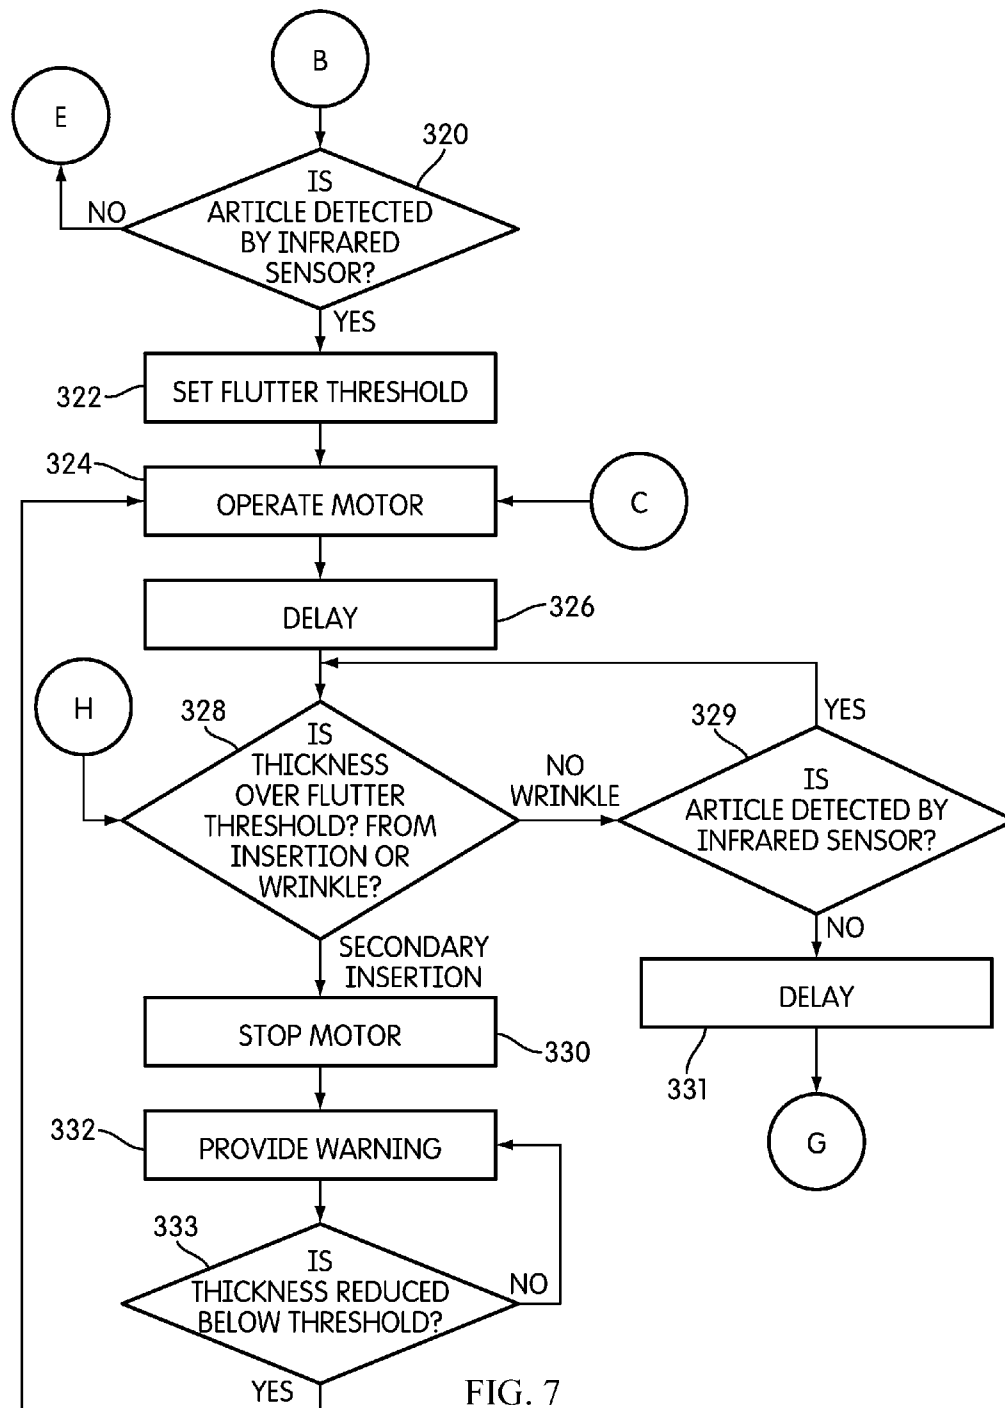 B
E
320
IS
ARTICLE DETECTED
BY INFRARED
SENSOR?
NO
YES
322
SET FLUTTER THRESHOLD
324
OPERATE MOTOR
C
DELAY
326
H
328
IS
THICKNESS
OVER FLUTTER
THRESHOLD? FROM
INSERTION OR
WRINKLE?
NO
WRINKLE
329
YES
IS
ARTICLE DETECTED BY
INFRARED SENSOR?
NO
SECONDARY
INSERTION
DELAY
331
STOP MOTOR
330
G
332
PROVIDE WARNING
333
IS
THICKNESS REDUCED
BELOW THRESHOLD?
NO
YES
FIG. 7